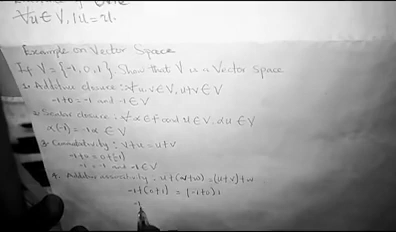 ∀u ∈ V, 1u = u.
Example on Vector Space
If V = {-1, 0, 1}. Show that V is a Vector Space
1. Additive closure : ∀ u, v ∈ V, u+v ∈ V
-1+0 = -1 and -1 ∈ V
2. Scalar closure : ∀ α ∈ f and u ∈ V, αu ∈ V
α(-1) = -1α ∈ V
3. Commutativity : v+u = u+v
-1+0 = 0+(-1)
-1 = -1 and -1 ∈ V
4. Additive associativity : u+(v+w) = (u+v)+w
-1+(0+1) = (-1+0)+1